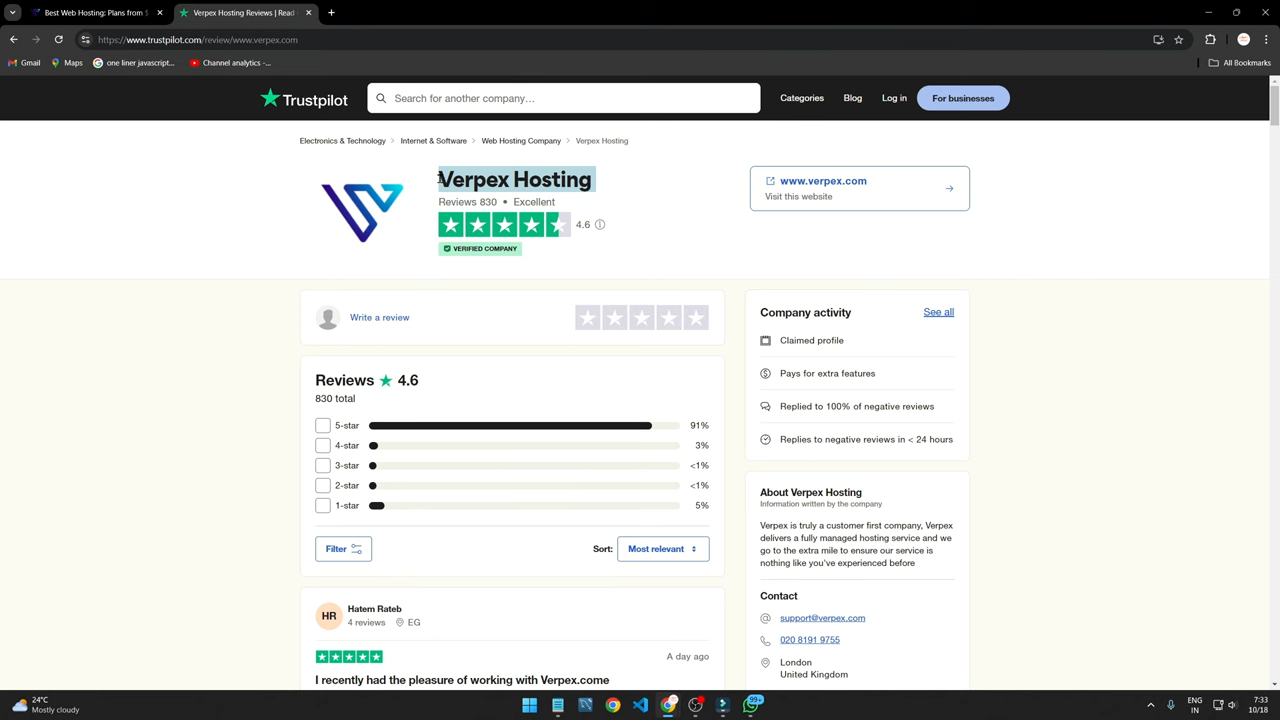 Best Web Hosting: Plans from $
Verpex Hosting Reviews | Read
https://www.trustpilot.com/review/www.verpex.com
Gmail
Maps
one liner javascript...
Channel analytics -...
All Bookmarks
Trustpilot
Search for another company...
Categories
Blog
Log in
For businesses
Electronics & Technology
Internet & Software
Web Hosting Company
Verpex Hosting
Verpex Hosting
Reviews 830 • Excellent
4.6
VERIFIED COMPANY
www.verpex.com
Visit this website
Write a review
Reviews 4.6
830 total
5-star 91%
4-star 3%
3-star <1%
2-star <1%
1-star 5%
Filter
Sort:
Most relevant
HR
Hatem Rateb
4 reviews
EG
A day ago
I recently had the pleasure of working with Verpex.come
Company activity
See all
Claimed profile
Pays for extra features
Replied to 100% of negative reviews
Replies to negative reviews in < 24 hours
About Verpex Hosting
Information written by the company
Verpex is truly a customer first company, Verpex
delivers a fully managed hosting service and we
go to the extra mile to ensure our service is
nothing like you've experienced before
Contact
support@verpex.com
020 8191 9755
London
United Kingdom
24°C
Mostly cloudy
99+
ENG
IN
7:33
10/18